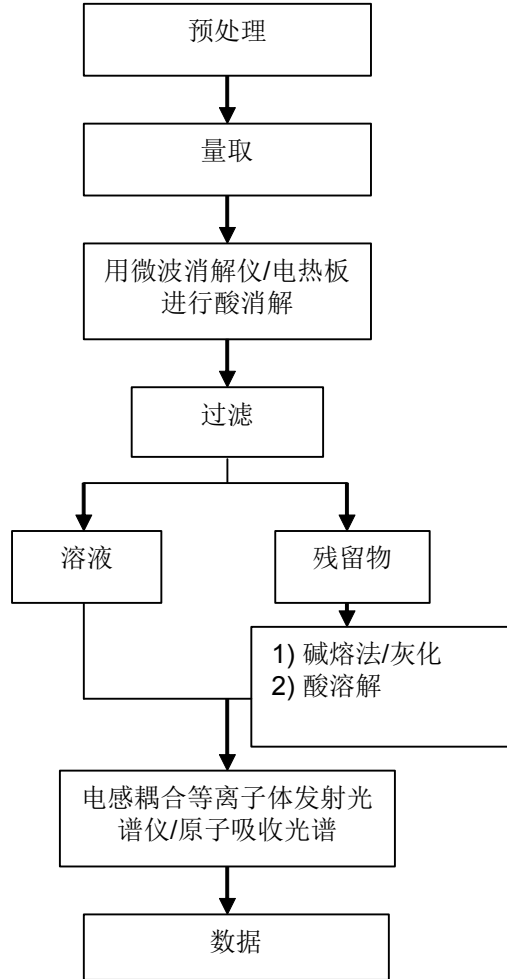 预处理
量取
用微波消解仪/电热板
进行酸消解
过滤
溶液
残留物
1) 碱熔法/灰化
2) 酸溶解
电感耦合等离子体发射光
谱仪/原子吸收光谱
数据